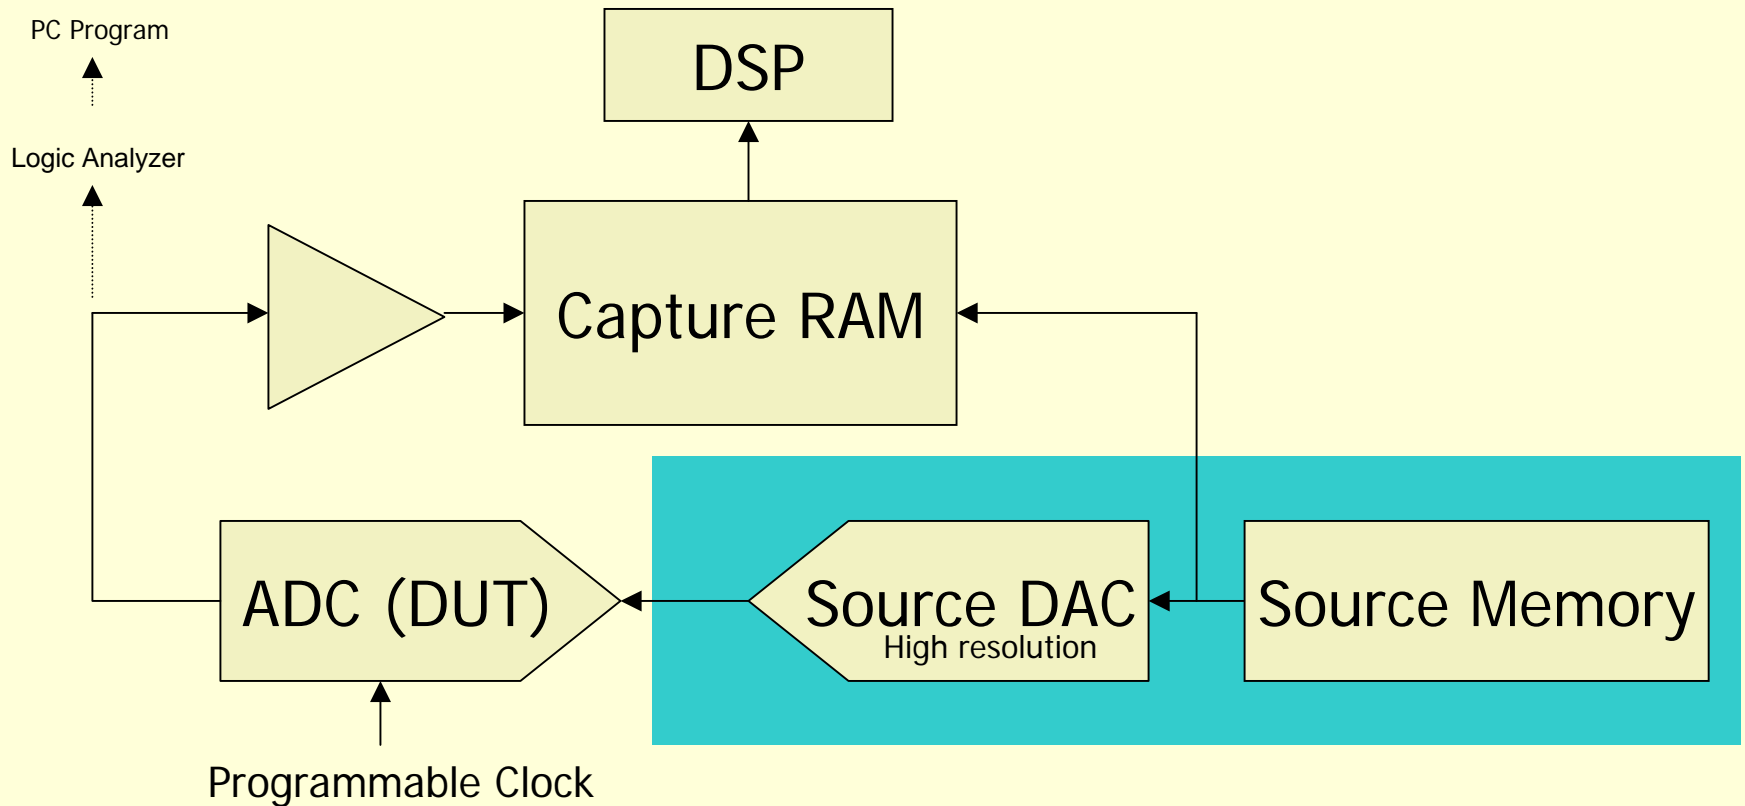 PC Program
DSP
Logic Analyzer
Capture RAM
ADC (DUT)
Source DAC
High resolution
Source Memory
Programmable Clock